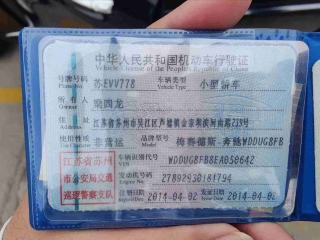 中华人民共和国机动车行驶证
Vehicle License of the People's Republic of China
号牌号码 苏EVV778 车辆类型 小型轿车
Plate No. Vehicle Type
所有人 龙
Owner
住址 江苏省苏州市吴江区芦墟镇
Address
使用性质 非营运 品牌型号 梅赛德斯-奔驰WDDUG8FB
Use Character Model
江苏省苏州
市公安局交通
巡逻警察支队
车辆识别代号 WDDUG8FB8EA058642
VIN
发动机号码 27892930181794
Engine No.
注册日期 2014-04-02 发证日期 2014-04-02
Register Date Issue Date